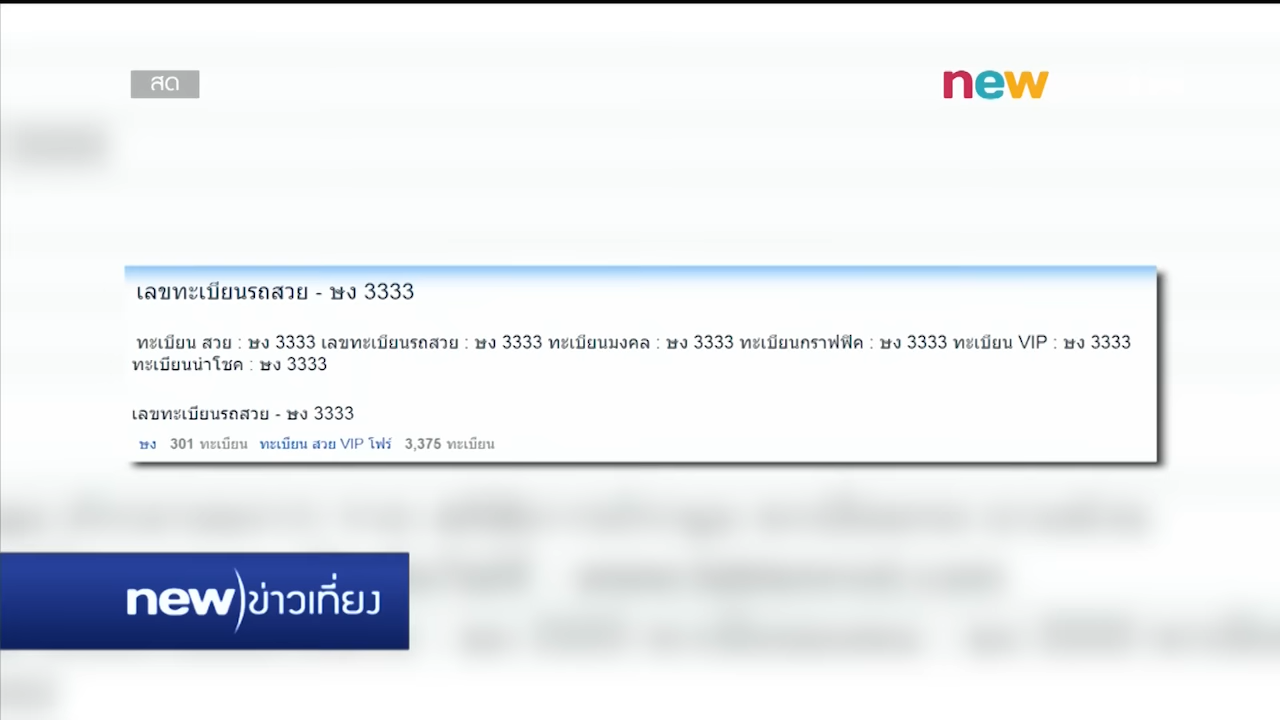 สด
new
เลขทะเบียนรถสวย - ษง 3333
ทะเบียน สวย : ษง 3333 เลขทะเบียนรถสวย : ษง 3333 ทะเบียนมงคล : ษง 3333 ทะเบียนกราฟฟิค : ษง 3333 ทะเบียน VIP : ษง 3333
ทะเบียนนำโชค : ษง 3333
เลขทะเบียนรถสวย - ษง 3333
ษง 301 ทะเบียน ทะเบียน สวย VIP โฟร์ 3,375 ทะเบียน
new)ข่าวเที่ยง